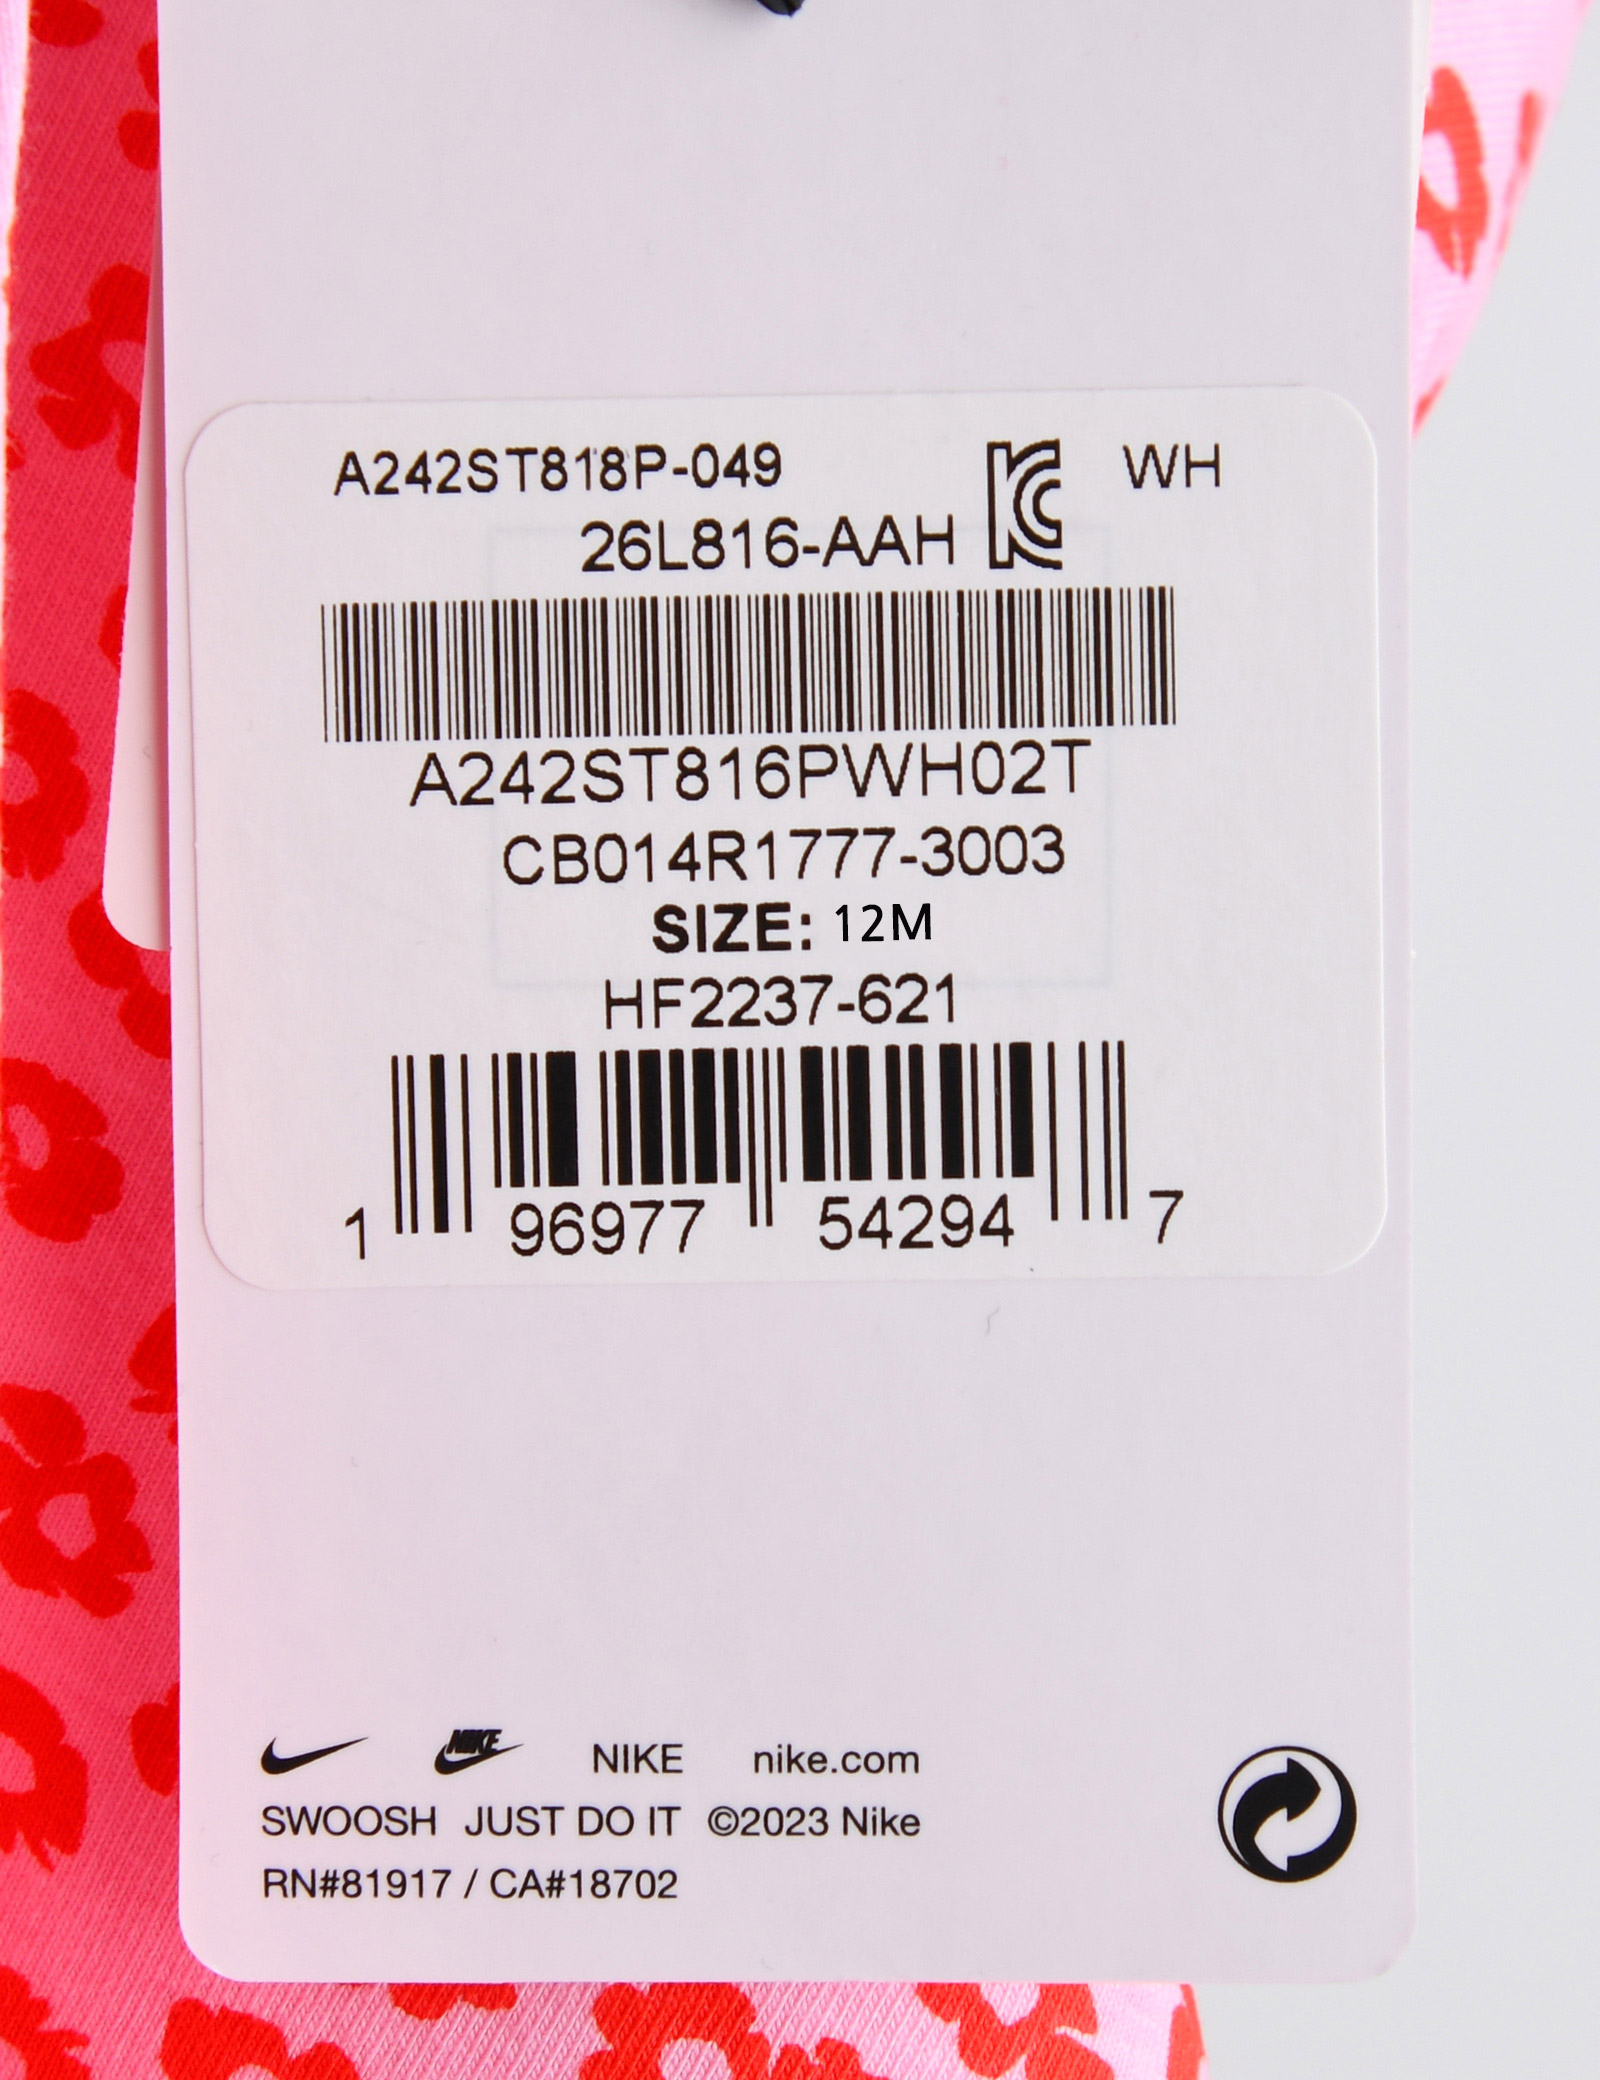 A242ST818P-049 WH
26L816-AAH
A242ST816PWH02T
CB014R1777-3003
SIZE: 12M
HF2237-621
1 96977 54294 7
NIKE NIKE nike.com
SWOOSH JUST DO IT ©2023 Nike
RN#81917 / CA#18702